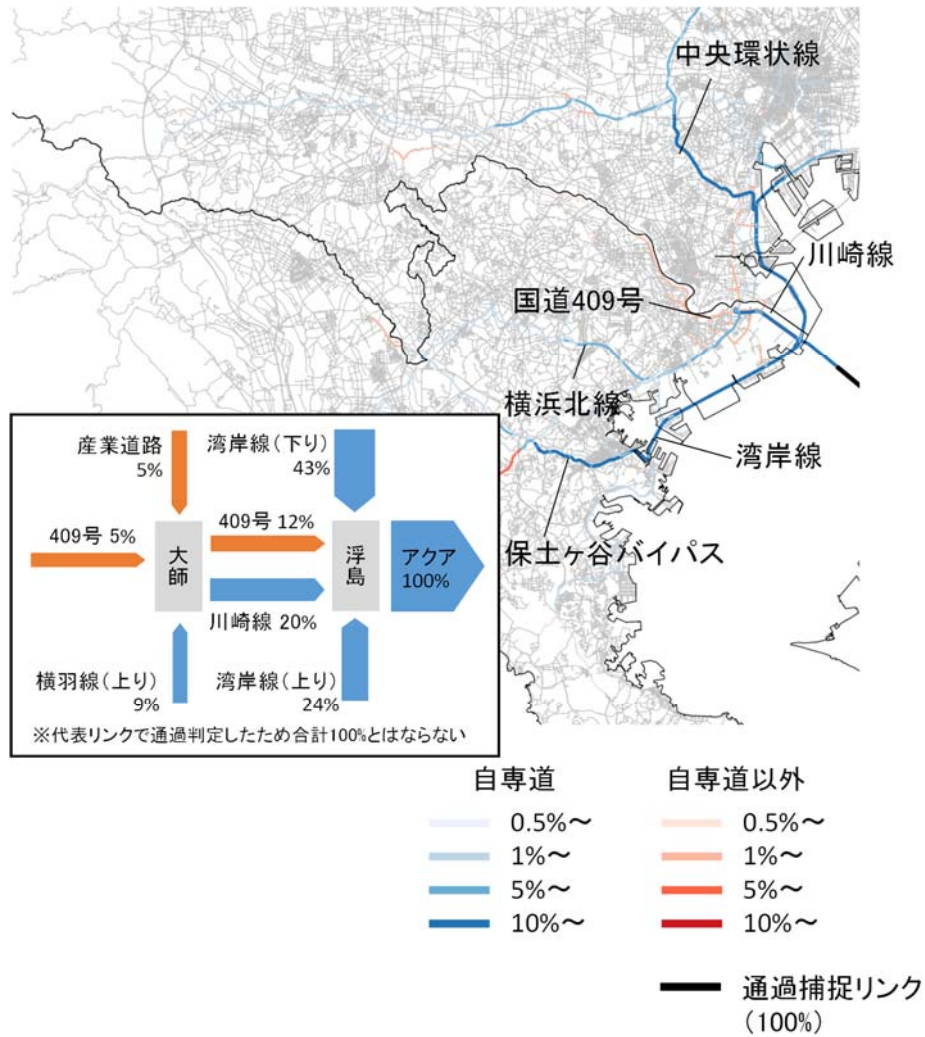 中央環状線
川崎線
国道409号
横浜北線
湾岸線
保土ヶ谷バイパス
産業道路
5%
湾岸線(下り)
43%
409号 5%
大師
409号 12%
浮島
アクア
100%
川崎線 20%
横羽線(上り)
9%
湾岸線(上り)
24%
※代表リンクで通過判定したため合計100%とはならない
自専道
0.5%～
1%～
5%～
10%～
自専道以外
0.5%～
1%～
5%～
10%～
通過捕捉リンク
(100%)